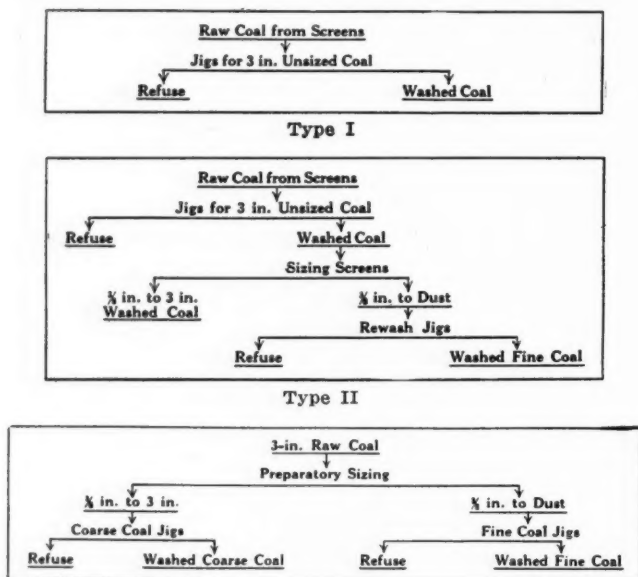 Raw Coal from Screens
Jigs for 3 in. Unsized Coal
Refuse Washed Coal
Type I
Raw Coal from Screens
Jigs for 3 in. Unsized Coal
Refuse Washed Coal
Sizing Screens
⅜ in. to 3 in. ⅜ in. to Dust
Washed Coal
Rewash Jigs
Refuse Washed Fine Coal
Type II
3-in. Raw Coal
Preparatory Sizing
⅜ in. to 3 in. ⅜ in. to Dust
Coarse Coal Jigs Fine Coal Jigs
Refuse Washed Coarse Coal Refuse Washed Fine Coal